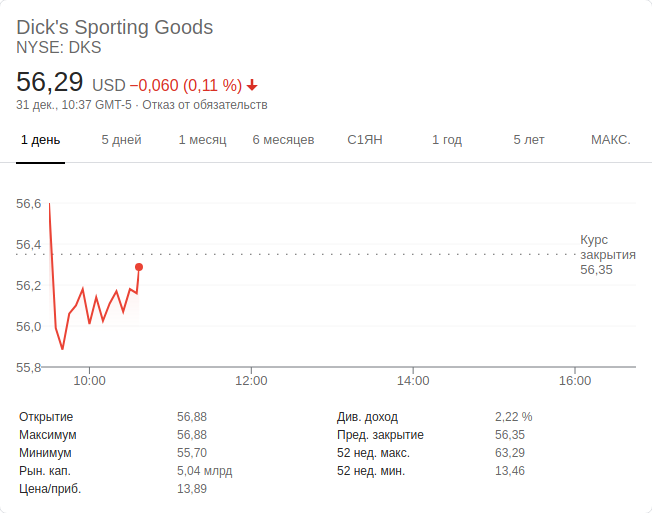 Dick's Sporting Goods
NYSE: DKS
56,29 USD −0,060 (0,11 %)
31 дек., 10:37 GMT-5 · Отказ от обязательств
1 день 5 дней 1 месяц 6 месяцев С1ЯН 1 год 5 лет МАКС.
56,6
56,4
56,2
56,0
55,8
Курс
закрытия
56,35
10:00 12:00 14:00 16:00
Открытие 56,88 Див. доход 2,22 %
Максимум 56,88 Пред. закрытие 56,35
Минимум 55,70 52 нед. макс. 63,29
Рын. кап. 5,04 млрд 52 нед. мин. 13,46
Цена/приб. 13,89